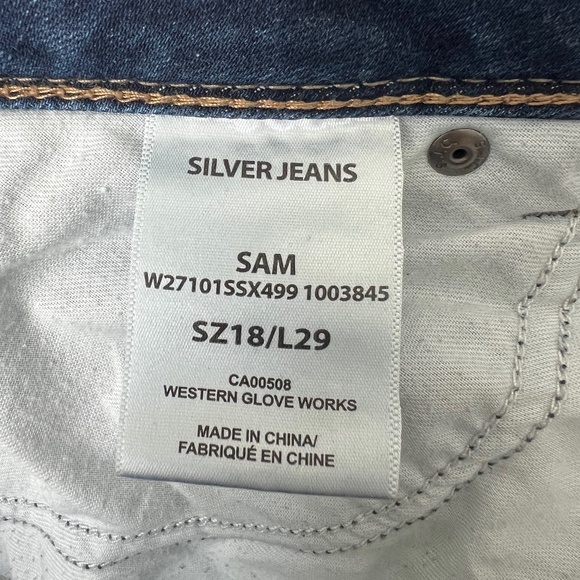 SILVER JEANS
SAM
W27101SSX499 1003845
SZ18/L29
CA00508
WESTERN GLOVE WORKS
MADE IN CHINA/
FABRIQUÉ EN CHINE